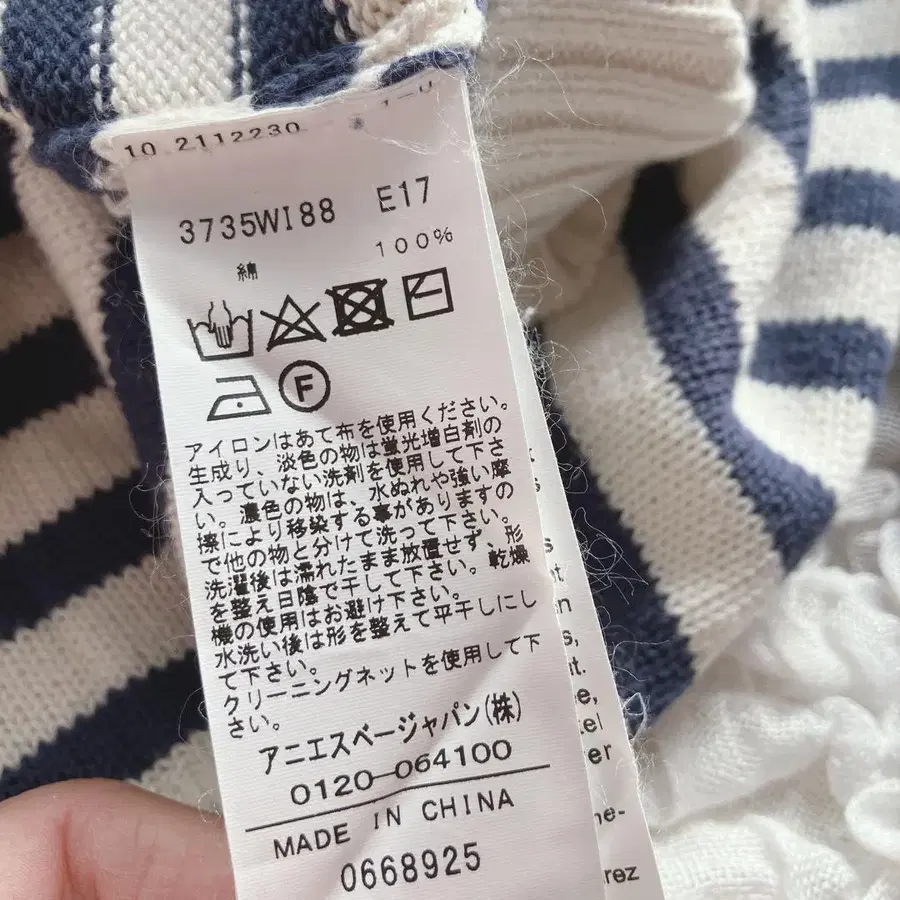 10 2112230
3735WI88 E17
綿 100%
F
アイロンはあて布を使用ください。
生成り、淡色の物は蛍光増白剤の
入っていない洗剤を使用して下さ
い。濃色の物は、水ぬれや強い摩
擦により移染する事がありますの
で他の物と分けて洗って下さい。
洗濯後は濡れたまま放置せず、形
を整え日陰で干して下さい。乾燥
機の使用はお避け下さい。
水洗い後は形を整えて平干しにし
て下さい。
クリーニングネットを使用して下
さい。
アニエスベージャパン(株)
0120-064100
MADE IN CHINA
0668925